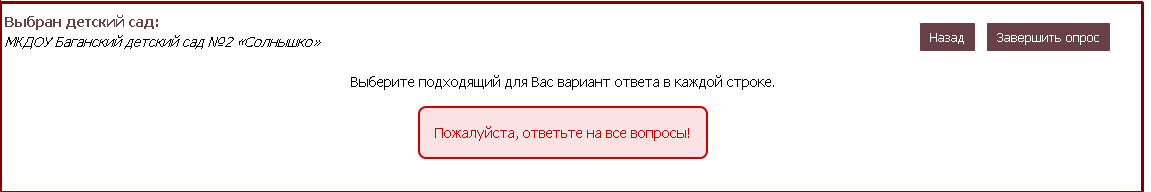 Выбран детский сад:
МКДОУ Баганский детский сад №2 «Солнышко»
Назад
Завершить опрос
Выберите подходящий для Вас вариант ответа в каждой строке.
Пожалуйста, ответьте на все вопросы!